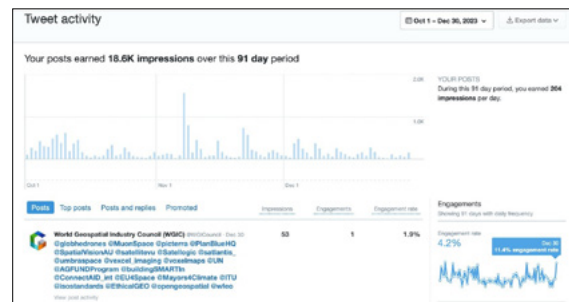 Tweet activity
Oct 1 – Dec 30, 2023
Export data
Your posts earned 18.6K impressions over this 91 day period
2.0K
1.0K
Oct 1
Nov 1
Dec 1
YOUR POSTS
During this 91 day period, you earned 204
impressions per day.
Posts Top posts Posts and replies Promoted Impressions Engagements Engagement rate
World Geospatial Industry Council (WGIC) @WGICouncil · Dec 20 53 1 1.9%
@globhedrones @MuonSpace @picterra @PlanBlueHQ
@SpatialVisionAU @satellitevu @Satellogic @satlantis_
@umbraspace @vexcel_imaging @voxelmaps @UN
@AGFUNDProgram @buildingSMARTIn
@ConnectAID_int @EU4Space @Mayors4Climate @ITU
@isostandards @EthicalGEO @opengeospatial @wfeo
View post activity
Engagements
Showing 91 days with daily frequency
Engagement rate
4.2%
Dec 30
11.4% engagement rate